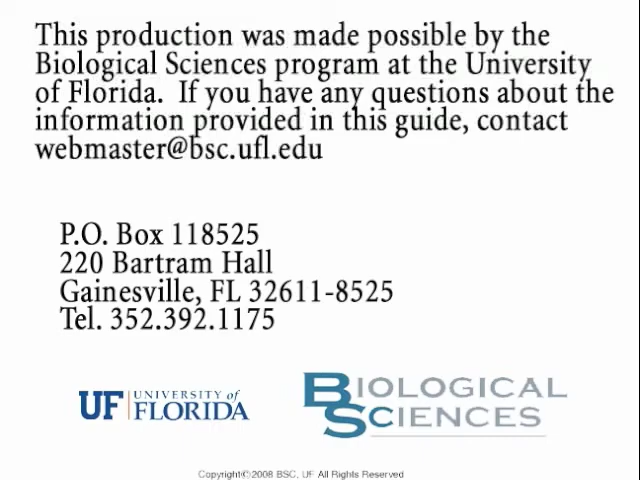 This production was made possible by the
Biological Sciences program at the University
of Florida.  If you have any questions about the
information provided in this guide, contact
webmaster@bsc.ufl.edu
P.O. Box 118525
220 Bartram Hall
Gainesville, FL 32611-8525
Tel. 352.392.1175
UF UNIVERSITY of
FLORIDA
BIOLOGICAL
SCIENCES
Copyright©2008 BSC, UF All Rights Reserved